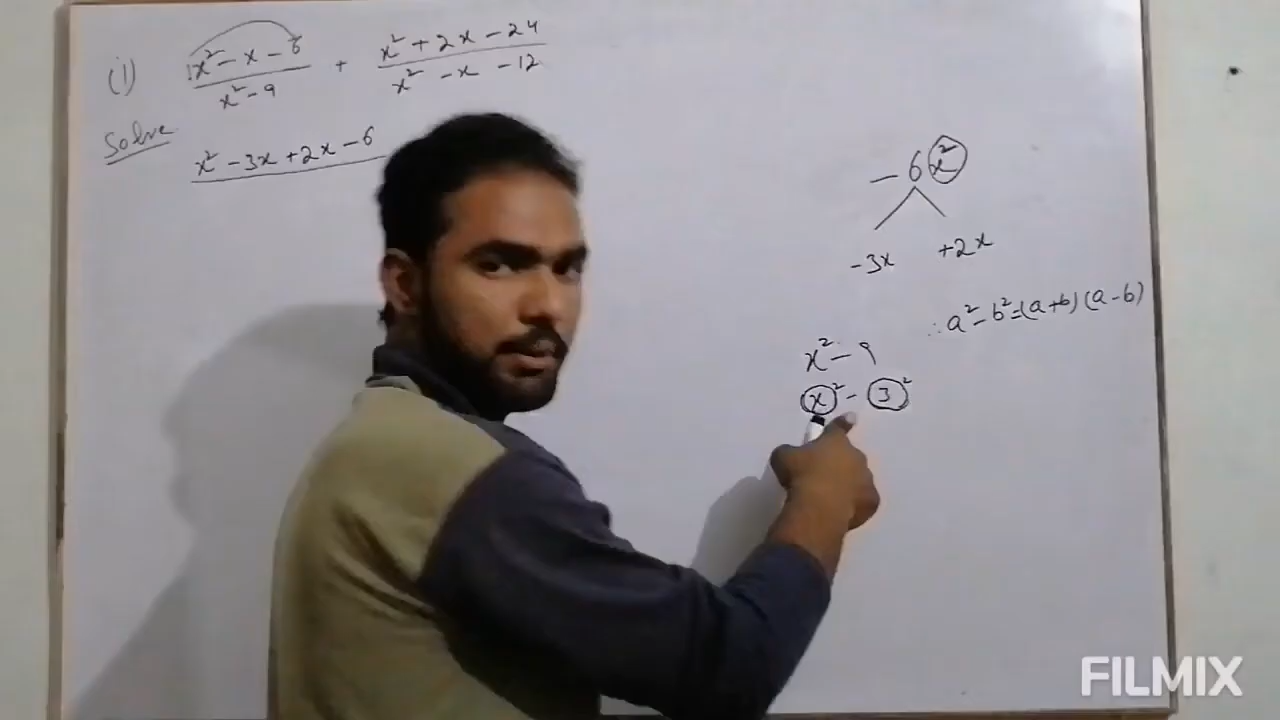 (i) x² - x - 6 / x² - 9 + x² + 2x - 24 / x² - x - 12
Solve
x² - 3x + 2x - 6
- 6x²
-3x +2x
∴ a² - b² = (a+b)(a-b)
x² - 9
x² - 3²
FILMIX